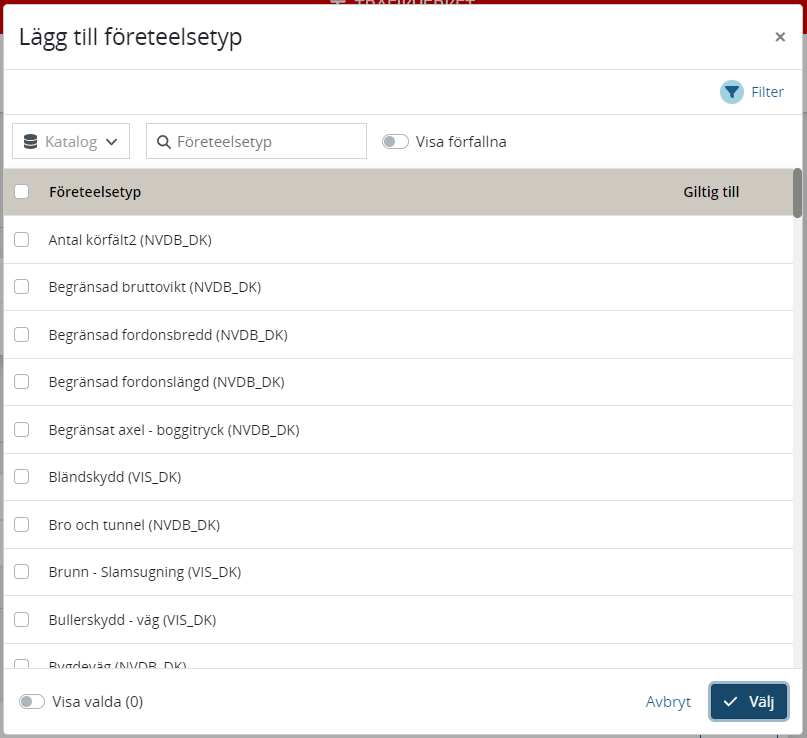 Lägg till företeelsetyp
Filter
Katalog
Företeelsetyp
Visa förfallna
Företeelsetyp Giltig till
Antal körfält2 (NVDB_DK)
Begränsad bruttovikt (NVDB_DK)
Begränsad fordonsbredd (NVDB_DK)
Begränsad fordonslängd (NVDB_DK)
Begränsat axel - boggitryck (NVDB_DK)
Bländskydd (VIS_DK)
Bro och tunnel (NVDB_DK)
Brunn - Slamsugning (VIS_DK)
Bullerskydd - väg (VIS_DK)
Bygdeväg (NVDB_DK)
Visa valda (0)
Avbryt
Välj